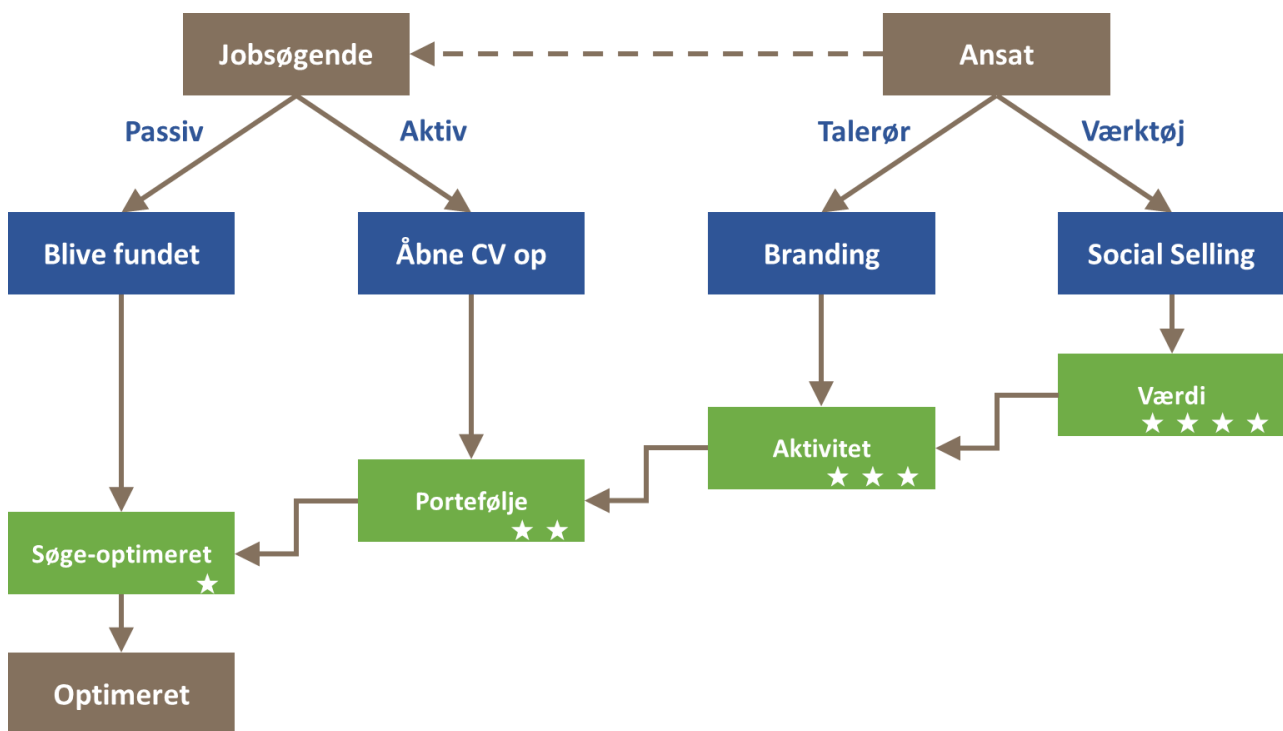 Jobsøgende
Ansat
Passiv
Aktiv
Talerør
Værktøj
Blive fundet
Åbne CV op
Branding
Social Selling
Værdi
Aktivitet
Portefølje
Søge-optimeret
Optimeret